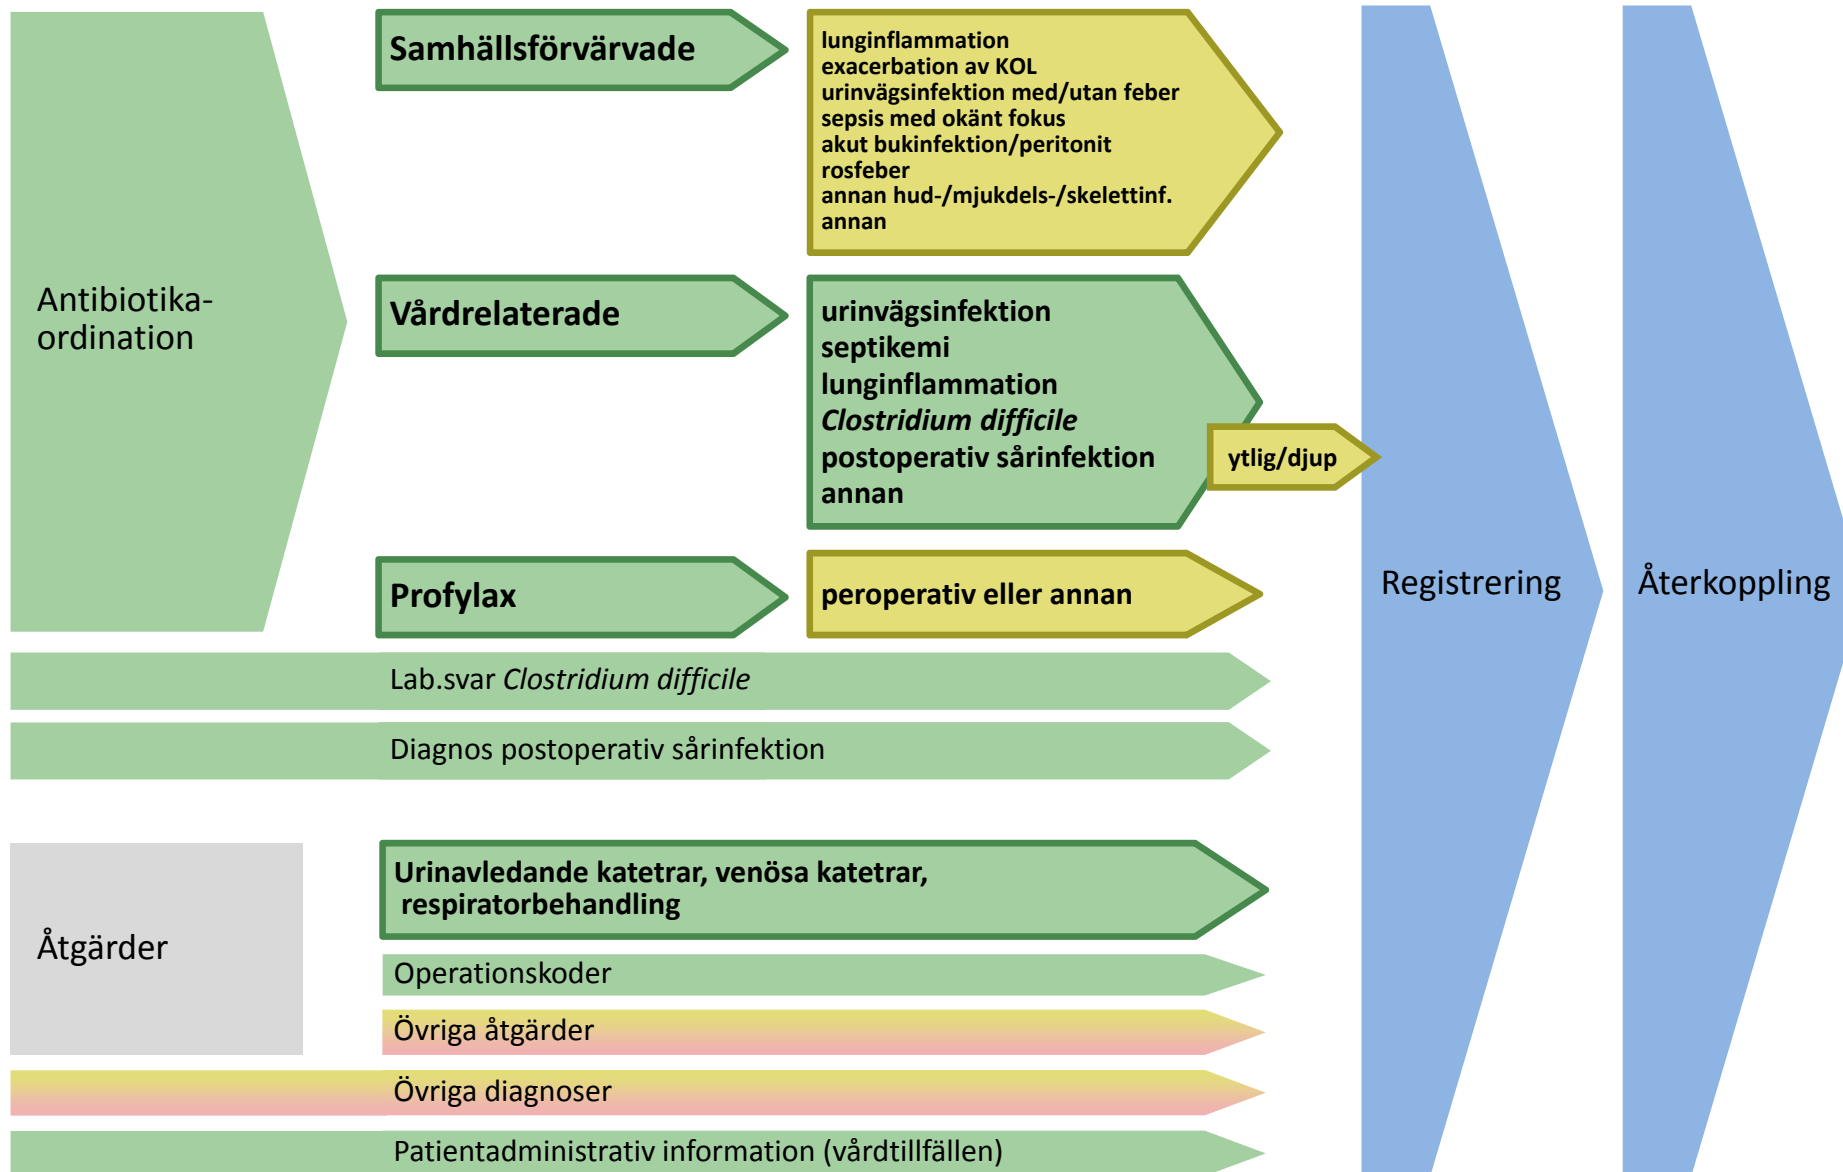 Antibiotika-
ordination
Samhällsförvärvade
lunginflammation
exacerbation av KOL
urinvägsinfektion med/utan feber
sepsis med okänt fokus
akut bukinfektion/peritonit
rosfeber
annan hud-/mjukdels-/skelettinf.
annan
Vårdrelaterade
urinvägsinfektion
septikemi
lunginflammation
Clostridium difficile
postoperativ sårinfektion
annan
ytlig/djup
Profylax
peroperativ eller annan
Registrering
Återkoppling
Lab.svar Clostridium difficile
Diagnos postoperativ sårinfektion
Åtgärder
Urinavledande katetrar, venösa katetrar,
respiratorbehandling
Operationskoder
Övriga åtgärder
Övriga diagnoser
Patientadministrativ information (vårdtillfällen)